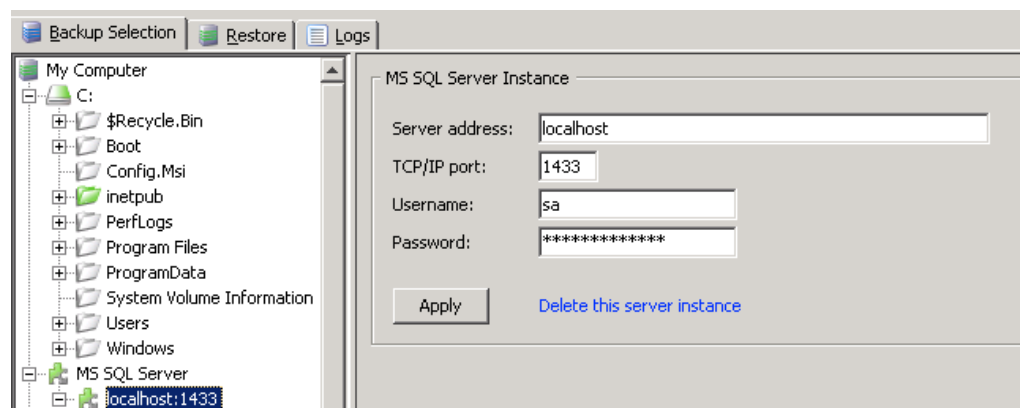 Backup Selection Restore Logs
My Computer
C:
$Recycle.Bin
Boot
Config.Msi
inetpub
PerfLogs
Program Files
ProgramData
System Volume Information
Users
Windows
MS SQL Server
localhost:1433
MS SQL Server Instance
Server address: localhost
TCP/IP port: 1433
Username: sa
Password: *************
Apply Delete this server instance